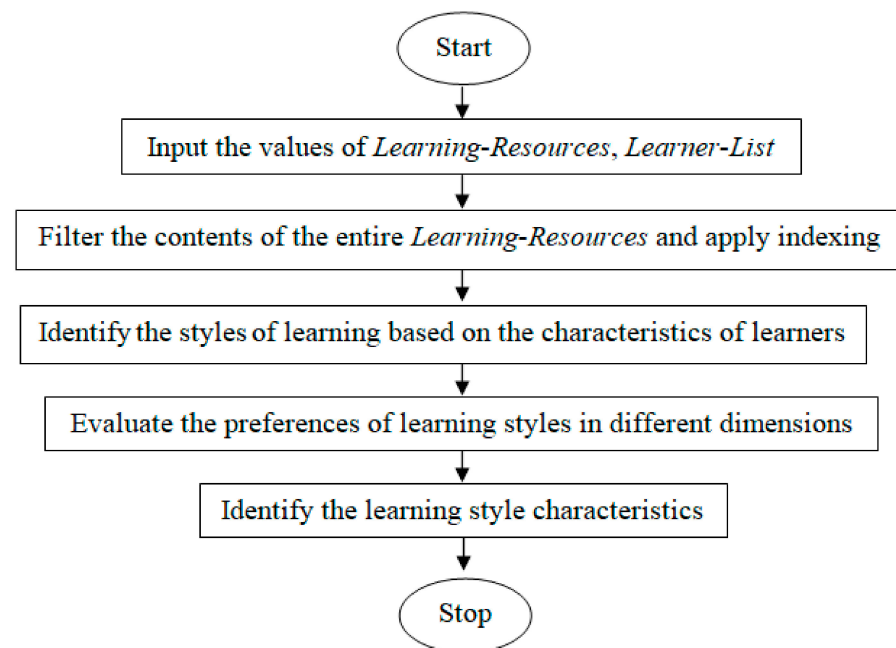 Start
Input the values of Learning-Resources, Learner-List
Filter the contents of the entire Learning-Resources and apply indexing
Identify the styles of learning based on the characteristics of learners
Evaluate the preferences of learning styles in different dimensions
Identify the learning style characteristics
Stop